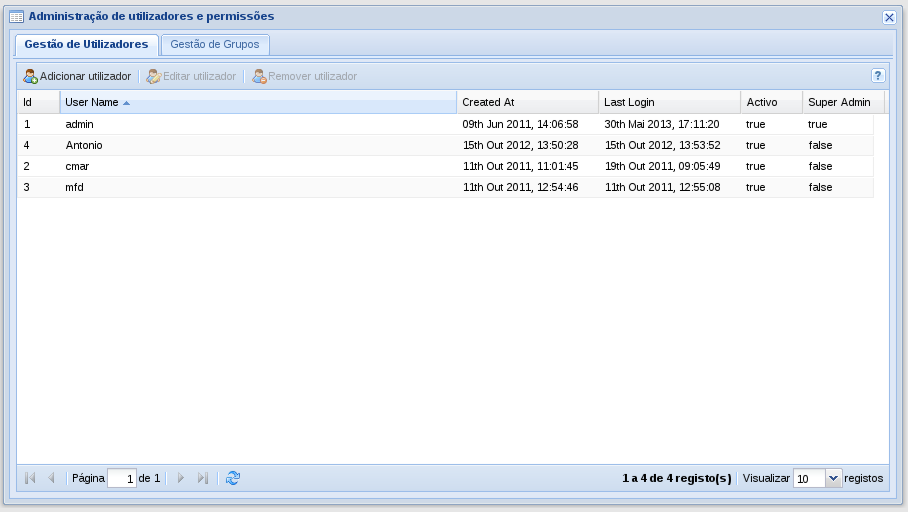 Administração de utilizadores e permissões
Gestão de Utilizadores Gestão de Grupos
Adicionar utilizador Editar utilizador Remover utilizador ?
Id User Name Created At Last Login Activo Super Admin
1 admin 09th Jun 2011, 14:06:58 30th Mai 2013, 17:11:20 true true
4 Antonio 15th Out 2012, 13:50:28 15th Out 2012, 13:53:52 true false
2 cmar 11th Out 2011, 11:01:45 19th Out 2011, 09:05:49 true false
3 mfd 11th Out 2011, 12:54:46 11th Out 2011, 12:55:08 true false
Página 1 de 1 1 a 4 de 4 registo(s) Visualizar 10 registos